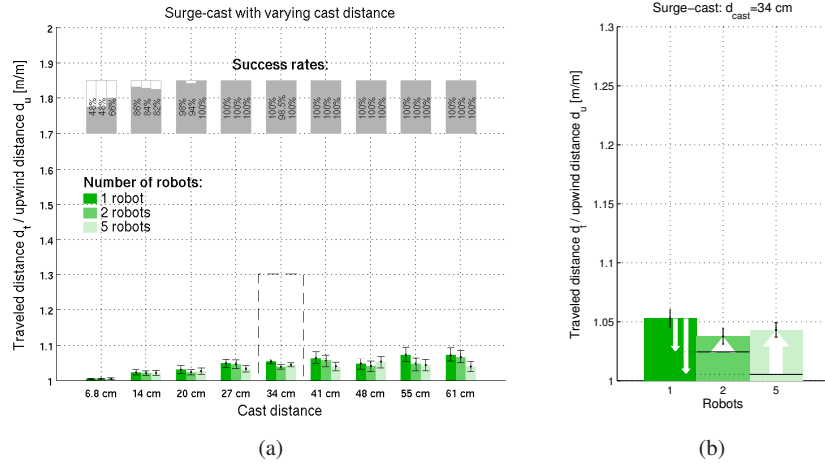 Surge-cast with varying cast distance
Traveled distance d_t / upwind distance d_u [m/m]
2
1.9
1.8
1.7
1.6
1.5
1.4
1.3
1.2
1.1
1
Success rates:
48% 48% 66%
86% 84% 82%
98% 94% 100%
100% 100% 100%
100% 98.5% 100%
100% 100% 100%
100% 100% 100%
100% 100% 100%
100% 100% 100%
Number of robots:
1 robot
2 robots
5 robots
6.8 cm 14 cm 20 cm 27 cm 34 cm 41 cm 48 cm 55 cm 61 cm
Cast distance
(a)
Surge−cast: d_cast=34 cm
Traveled distance d_t / upwind distance d_u [m/m]
1.3
1.25
1.2
1.15
1.1
1.05
1
1 2 5
Robots
(b)